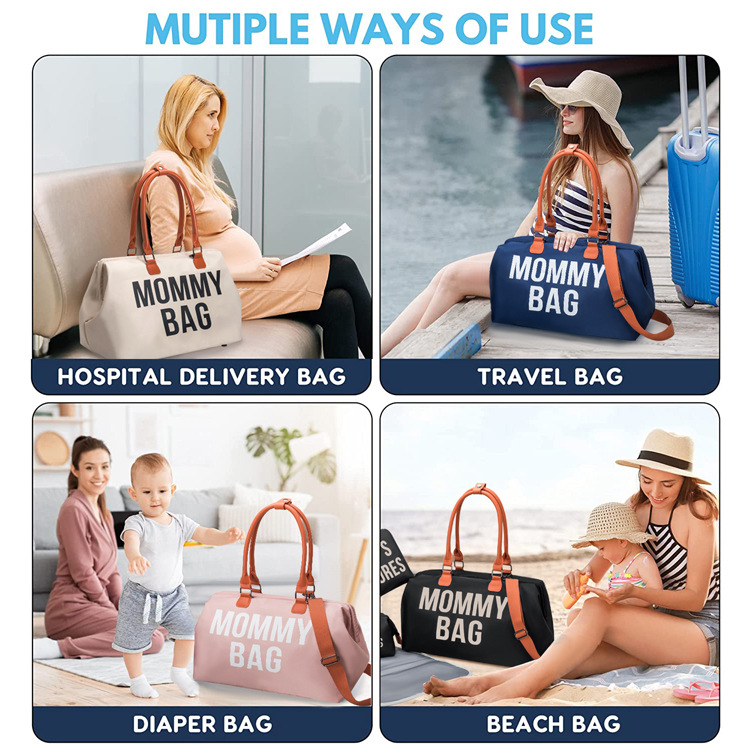 MUTIPLE WAYS OF USE
MOMMY
BAG
HOSPITAL DELIVERY BAG
MOMMY
BAG
TRAVEL BAG
MOMMY
BAG
DIAPER BAG
MOMMY
BAG
BEACH BAG